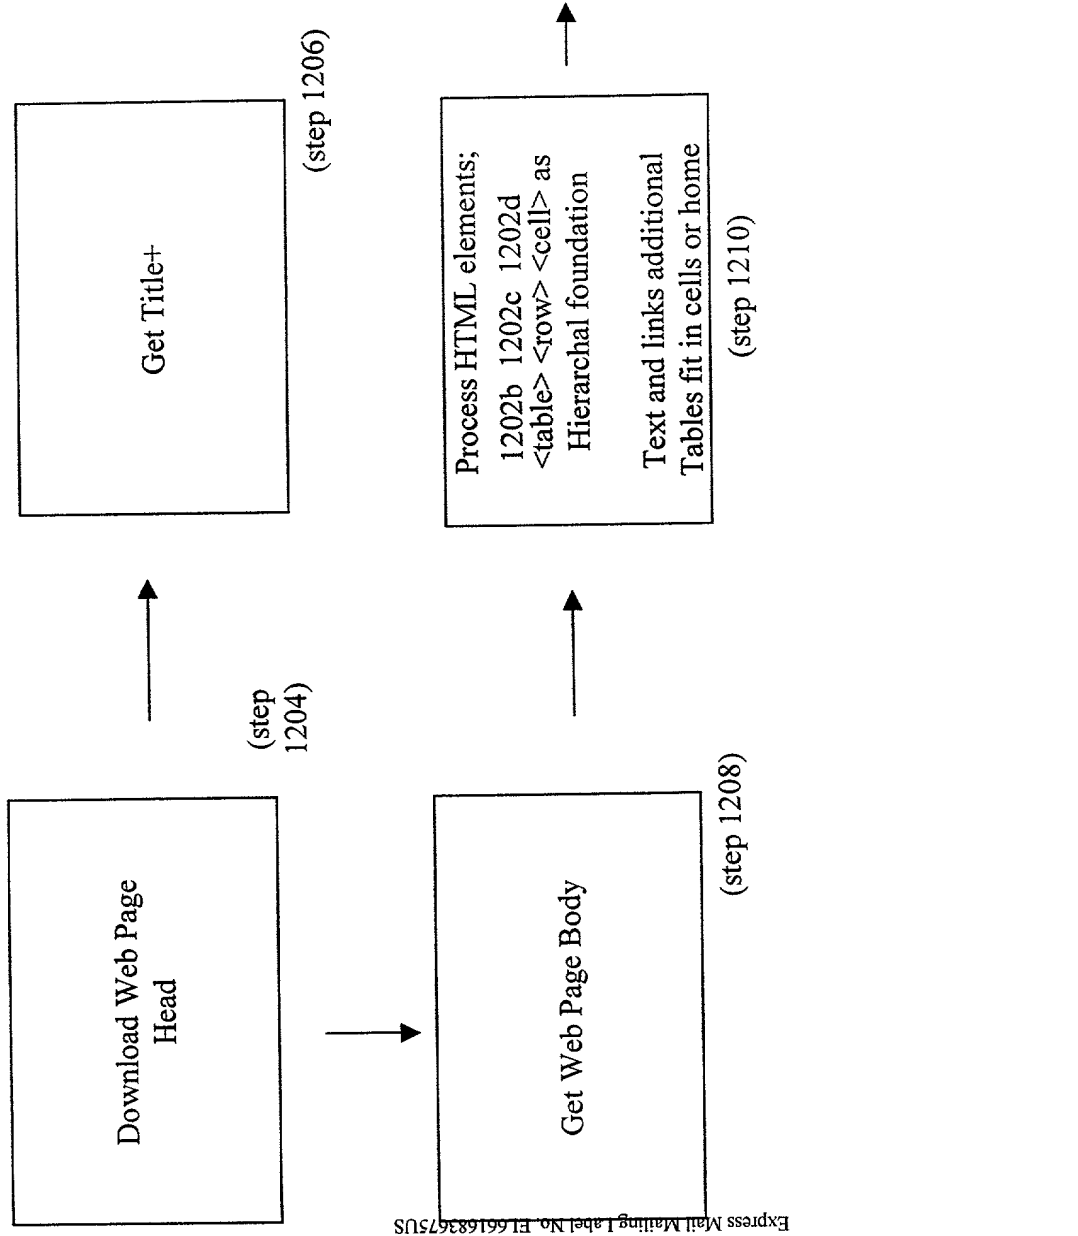 Download Web Page
Head
(step
1204)
Get Title+
(step 1206)
Get Web Page Body
(step 1208)
Process HTML elements;
1202b 1202c 1202d
<table> <row> <cell> as
Hierarchal foundation
Text and links additional
Tables fit in cells or home
(step 1210)
Express Mail Mailing Label No. EL661683675US